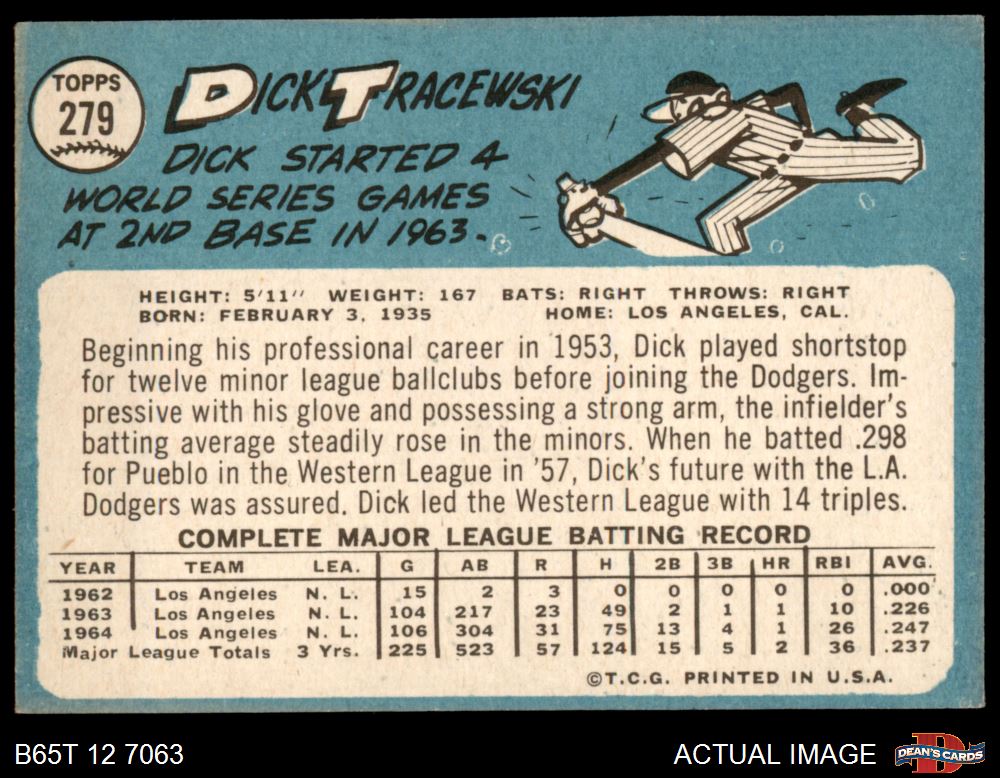 TOPPS
279
DICK TRACEWSKI
DICK STARTED 4
WORLD SERIES GAMES
AT 2ND BASE IN 1963.
HEIGHT: 5'11" WEIGHT: 167 BATS: RIGHT THROWS: RIGHT
BORN: FEBRUARY 3, 1935 HOME: LOS ANGELES, CAL.
Beginning his professional career in 1953, Dick played shortstop
for twelve minor league ballclubs before joining the Dodgers. Im-
pressive with his glove and possessing a strong arm, the infielder's
batting average steadily rose in the minors. When he batted .298
for Pueblo in the Western League in '57, Dick's future with the L.A.
Dodgers was assured. Dick led the Western League with 14 triples.
COMPLETE MAJOR LEAGUE BATTING RECORD
YEAR TEAM LEA. G AB R H 2B 3B HR RBI AVG.
1962 Los Angeles N. L. 15 2 3 0 0 0 0 0 .000
1963 Los Angeles N. L. 104 217 23 49 2 1 1 10 .226
1964 Los Angeles N. L. 106 304 31 75 13 4 1 26 .247
Major League Totals 3 Yrs. 225 523 57 124 15 5 2 36 .237
©T.C.G. PRINTED IN U.S.A.
B65T 12 7063
ACTUAL IMAGE
DEAN'S CARDS